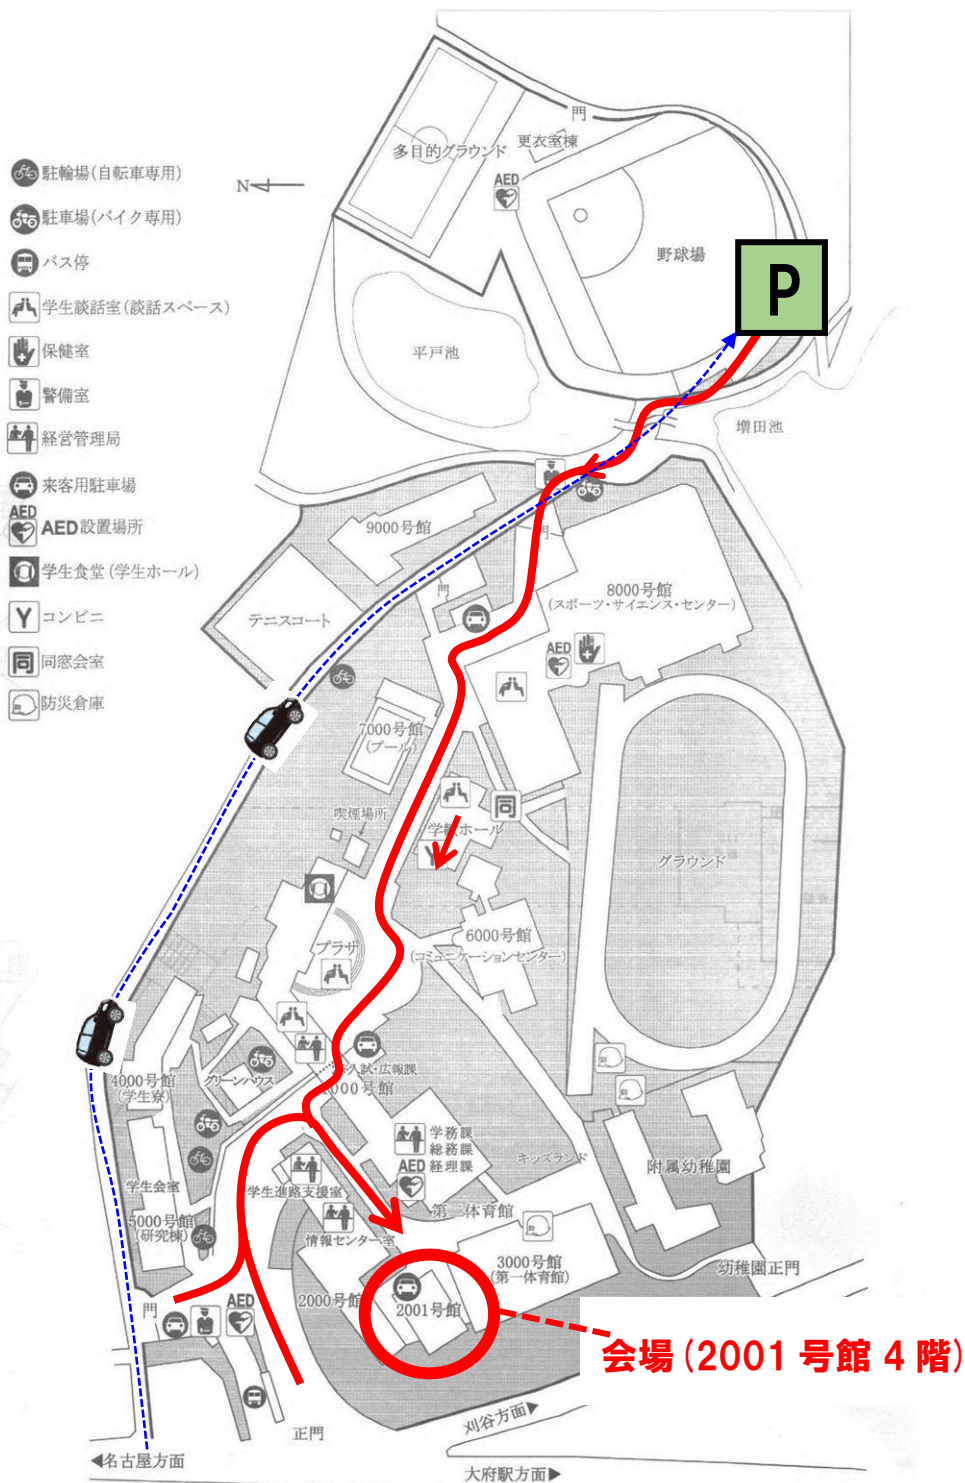 駐輪場(自転車専用)
駐車場(バイク専用)
バス停
学生談話室(談話スペース)
保健室
警備室
経営管理局
来客用駐車場
AED
AED設置場所
学生食堂(学生ホール)
Y
コンビニ
同
同窓会室
防災倉庫
N
門
多目的グラウンド
更衣室棟
AED
野球場
P
平戸池
増田池
9000号館
門
門
8000号館
(スポーツ・サイエンス・センター)
テニスコート
AED
7000号館
(プール)
喫煙場所
同
ホール
Y
グラウンド
プラザ
6000号館
(コミュニケーションセンター)
入試・広報課
000号館
4000号館
(学生寮)
グリーンハウス
学務課
総務課
経理課
AED
キッズランド
附属幼稚園
学生会室
学生進路支援室
5000号館
(研究棟)
情報センター室
第二体育館
3000号館
(第一体育館)
幼稚園正門
2000号館
2001号館
門
AED
会場(2001号館4階)
正門
刈谷方面▶
◀名古屋方面
大府駅方面▶